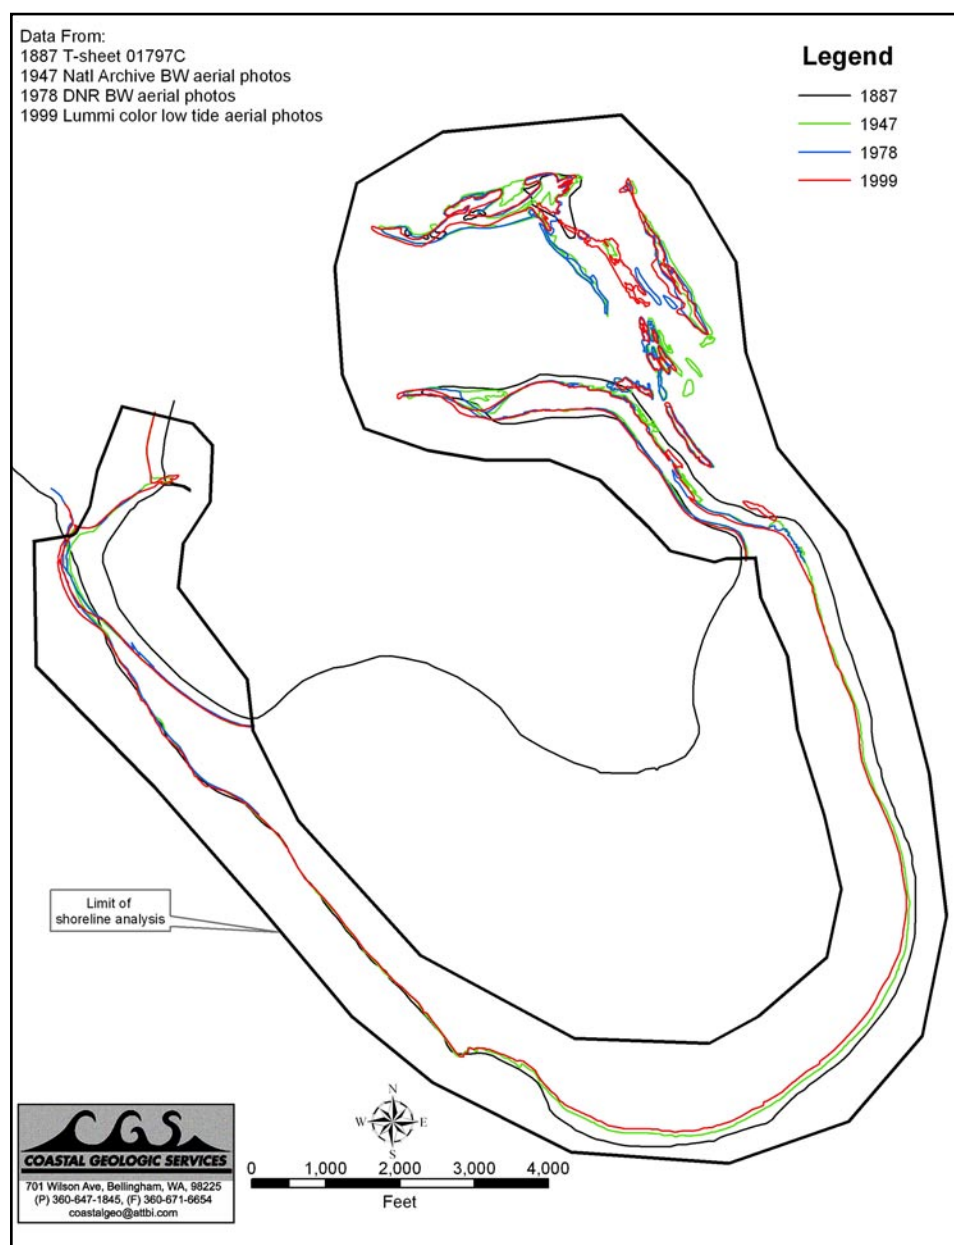 Data From:
1887 T-sheet 01797C
1947 Natl Archive BW aerial photos
1978 DNR BW aerial photos
1999 Lummi color low tide aerial photos
Legend
1887
1947
1978
1999
Limit of
shoreline analysis
N
W E
S
0 1,000 2,000 3,000 4,000
Feet
CGS
COASTAL GEOLOGIC SERVICES
701 Wilson Ave, Bellingham, WA, 98225
(P) 360-647-1845, (F) 360-671-6654
coastalgeo@attbi.com